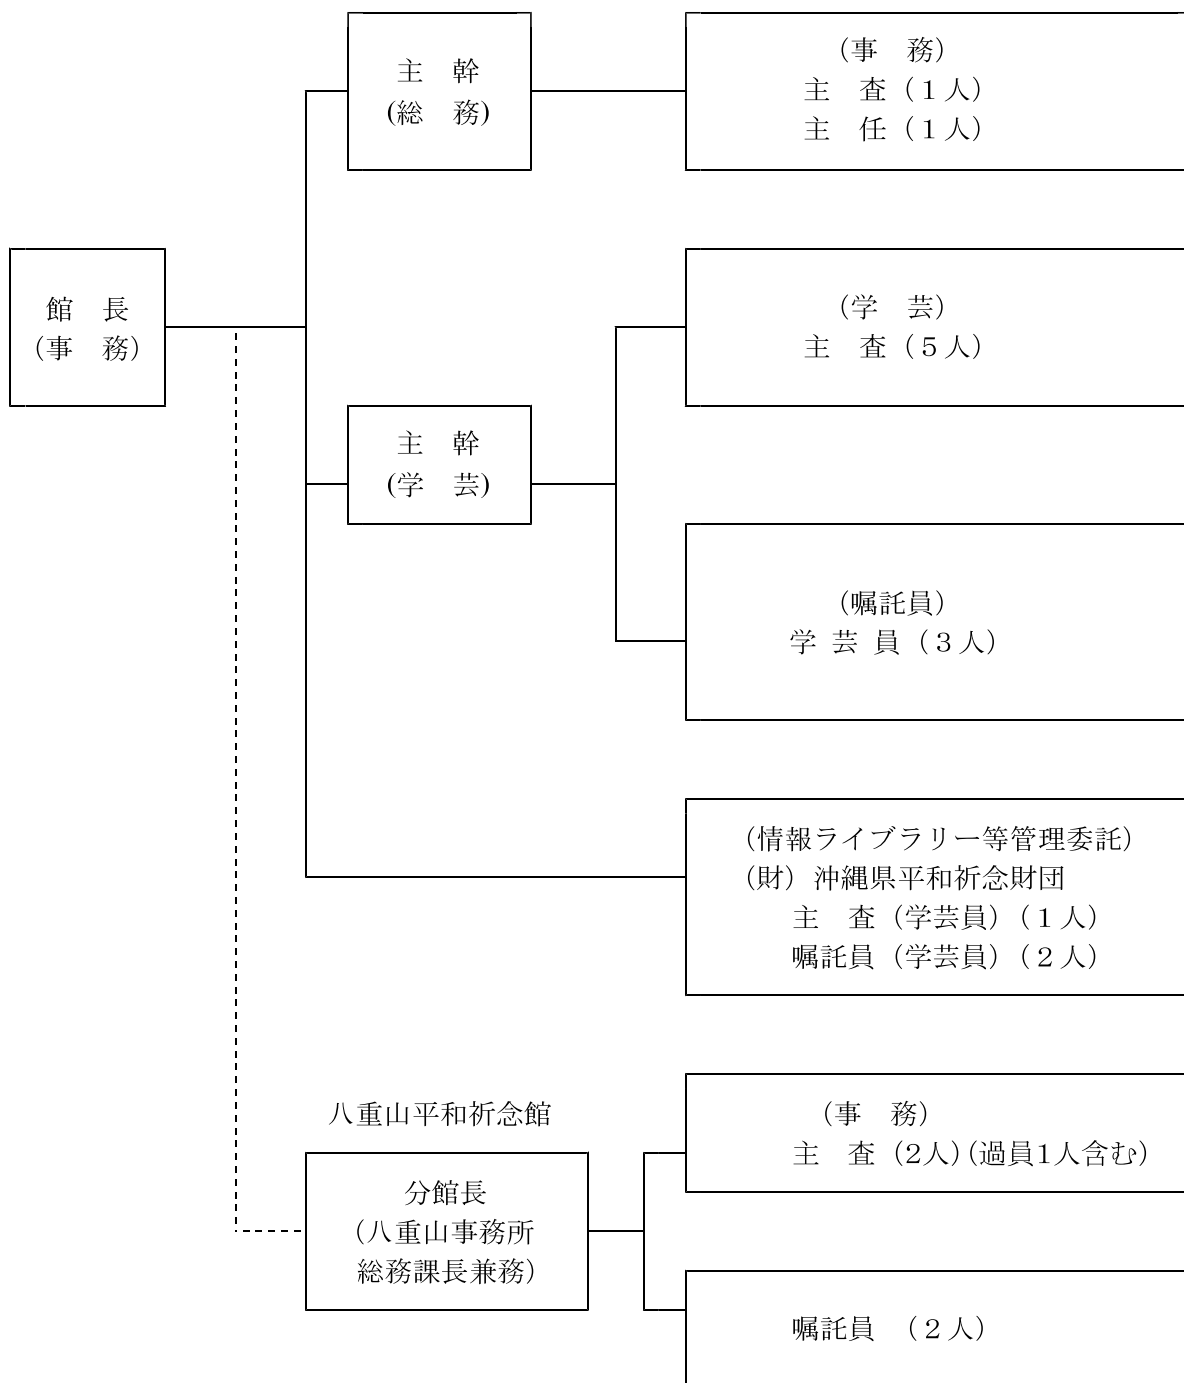 主　幹
(総　務)
(事　務)
主　査 (１人)
主　任 (１人)
館　長
(事　務)
(学　芸)
主　査 (５人)
主　幹
(学　芸)
(嘱託員)
学 芸 員 (３人)
(情報ライブラリー等管理委託)
(財) 沖縄県平和祈念財団
主　査 (学芸員) (１人)
嘱託員 (学芸員) (２人)
八重山平和祈念館
分館長
(八重山事務所
総務課長兼務)
(事　務)
主　査 (2人) (過員1人含む)
嘱託員　(２人)